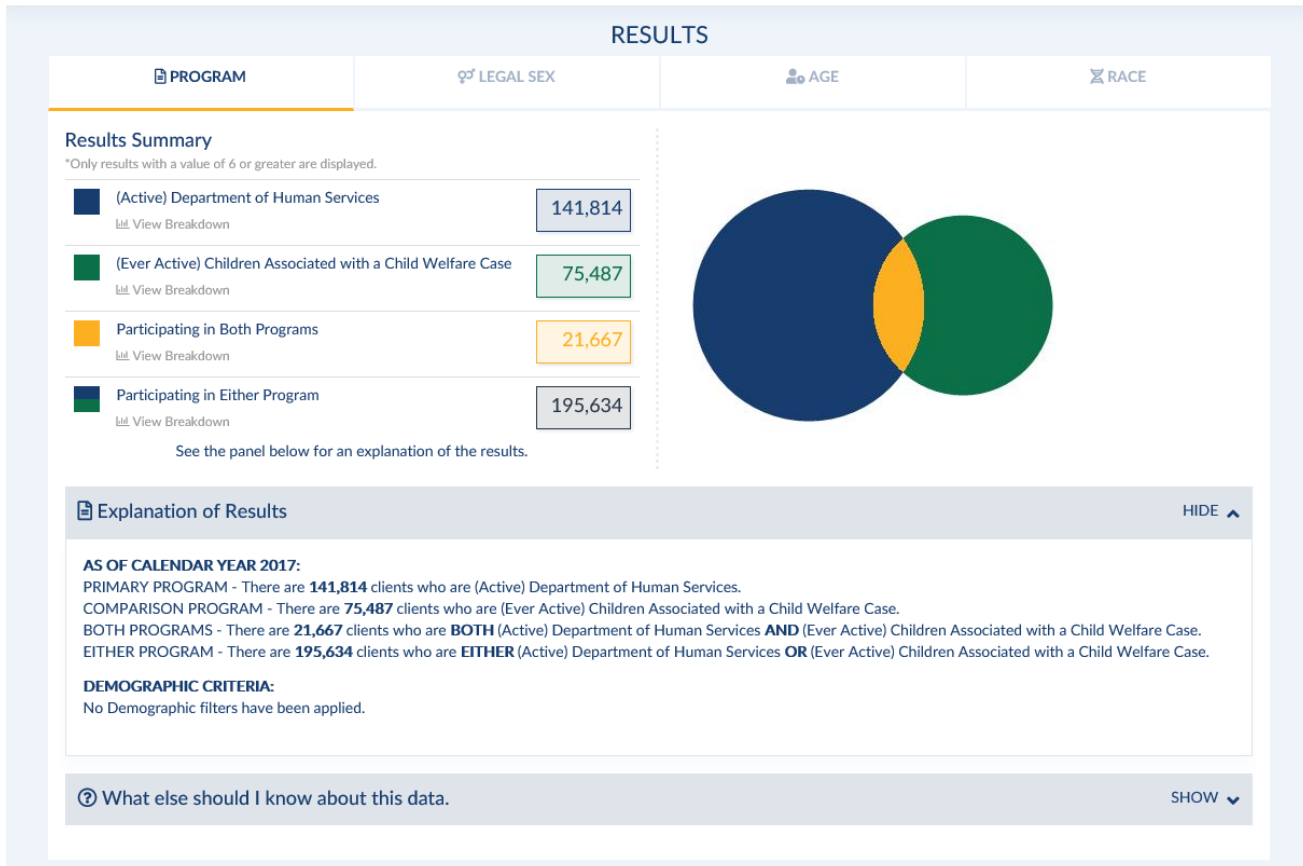 RESULTS
PROGRAM
LEGAL SEX
AGE
RACE
Results Summary
*Only results with a value of 6 or greater are displayed.
(Active) Department of Human Services
View Breakdown
141,814
(Ever Active) Children Associated with a Child Welfare Case
View Breakdown
75,487
Participating in Both Programs
View Breakdown
21,667
Participating in Either Program
View Breakdown
195,634
See the panel below for an explanation of the results.
Explanation of Results
HIDE
AS OF CALENDAR YEAR 2017:
PRIMARY PROGRAM - There are 141,814 clients who are (Active) Department of Human Services.
COMPARISON PROGRAM - There are 75,487 clients who are (Ever Active) Children Associated with a Child Welfare Case.
BOTH PROGRAMS - There are 21,667 clients who are BOTH (Active) Department of Human Services AND (Ever Active) Children Associated with a Child Welfare Case.
EITHER PROGRAM - There are 195,634 clients who are EITHER (Active) Department of Human Services OR (Ever Active) Children Associated with a Child Welfare Case.
DEMOGRAPHIC CRITERIA:
No Demographic filters have been applied.
What else should I know about this data.
SHOW